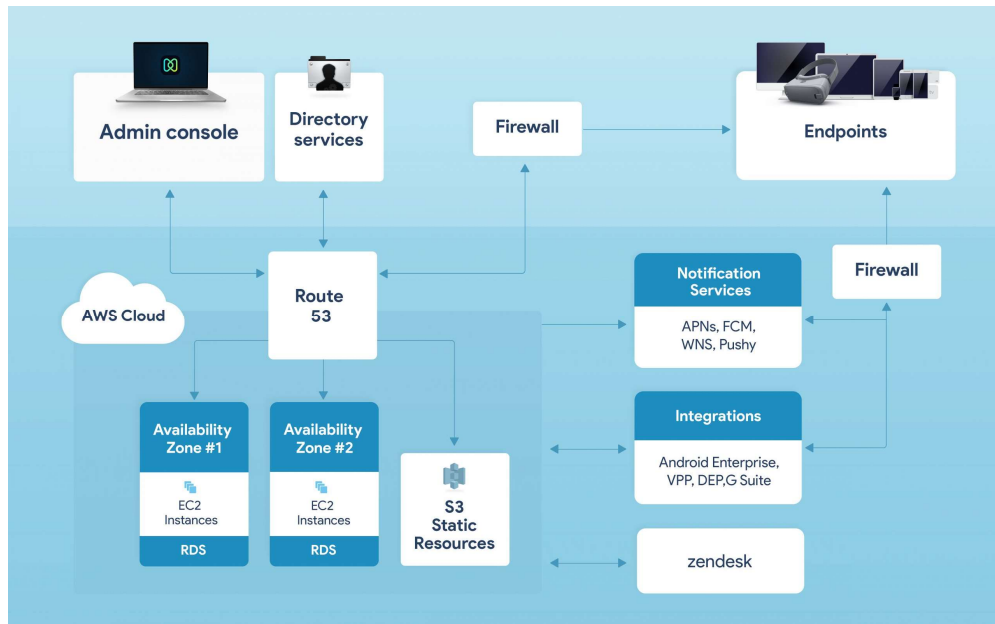 Admin console
Directory
services
Firewall
Endpoints
AWS Cloud
Route
53
Notification
Services
APNs, FCM,
WNS, Pushy
Firewall
Availability
Zone #1
EC2
Instances
RDS
Availability
Zone #2
EC2
Instances
RDS
S3
Static
Resources
Integrations
Android Enterprise,
VPP, DEP,G Suite
zendesk